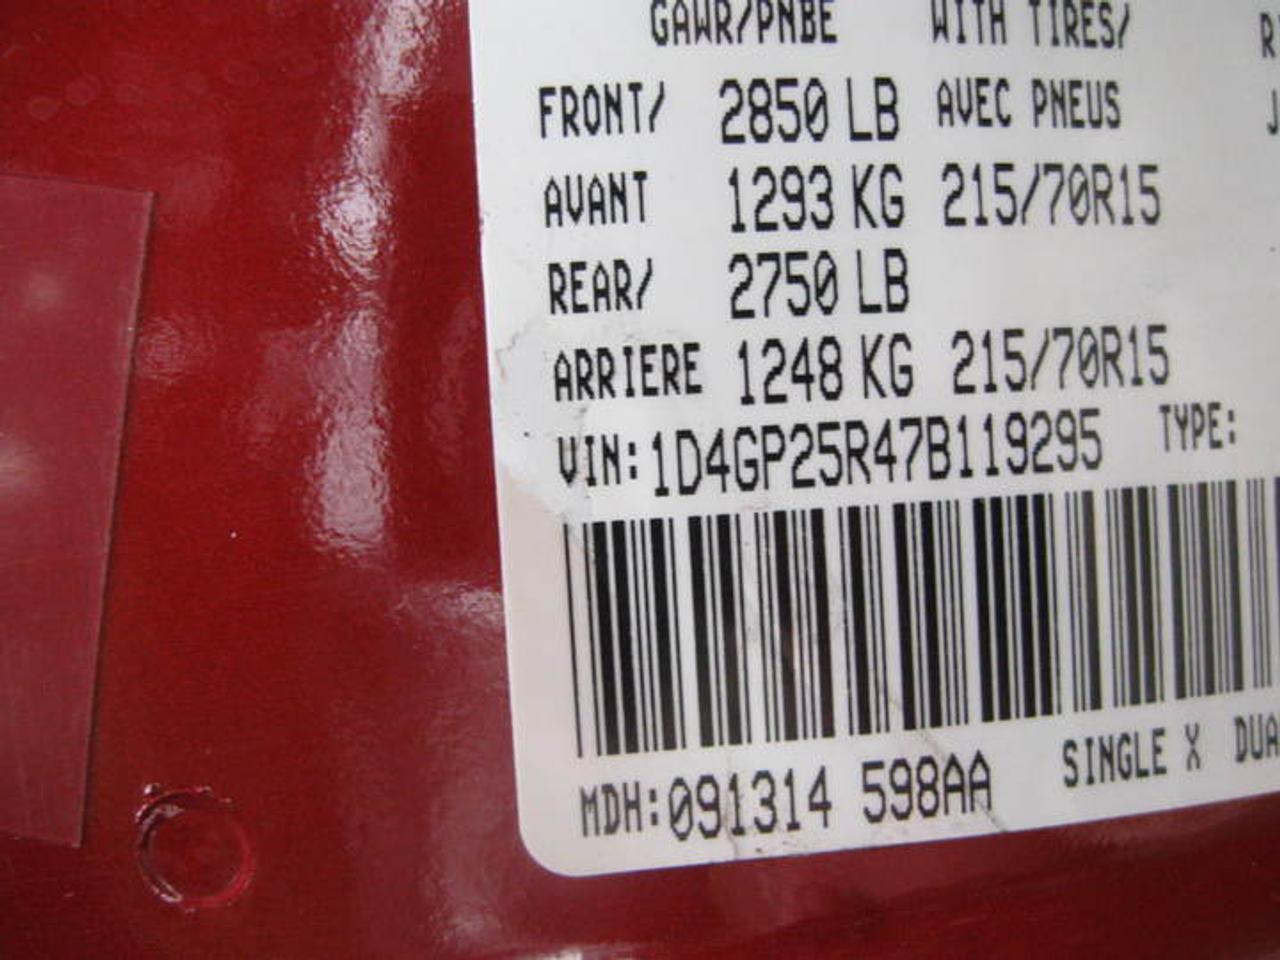 GAWR/PNBE WITH TIRES/ R
FRONT/ 2850 LB AVEC PNEUS J
AVANT 1293 KG 215/70R15
REAR/ 2750 LB
ARRIERE 1248 KG 215/70R15
VIN:1D4GP25R47B119295 TYPE:
MDH:091314 598AA SINGLE X DUA